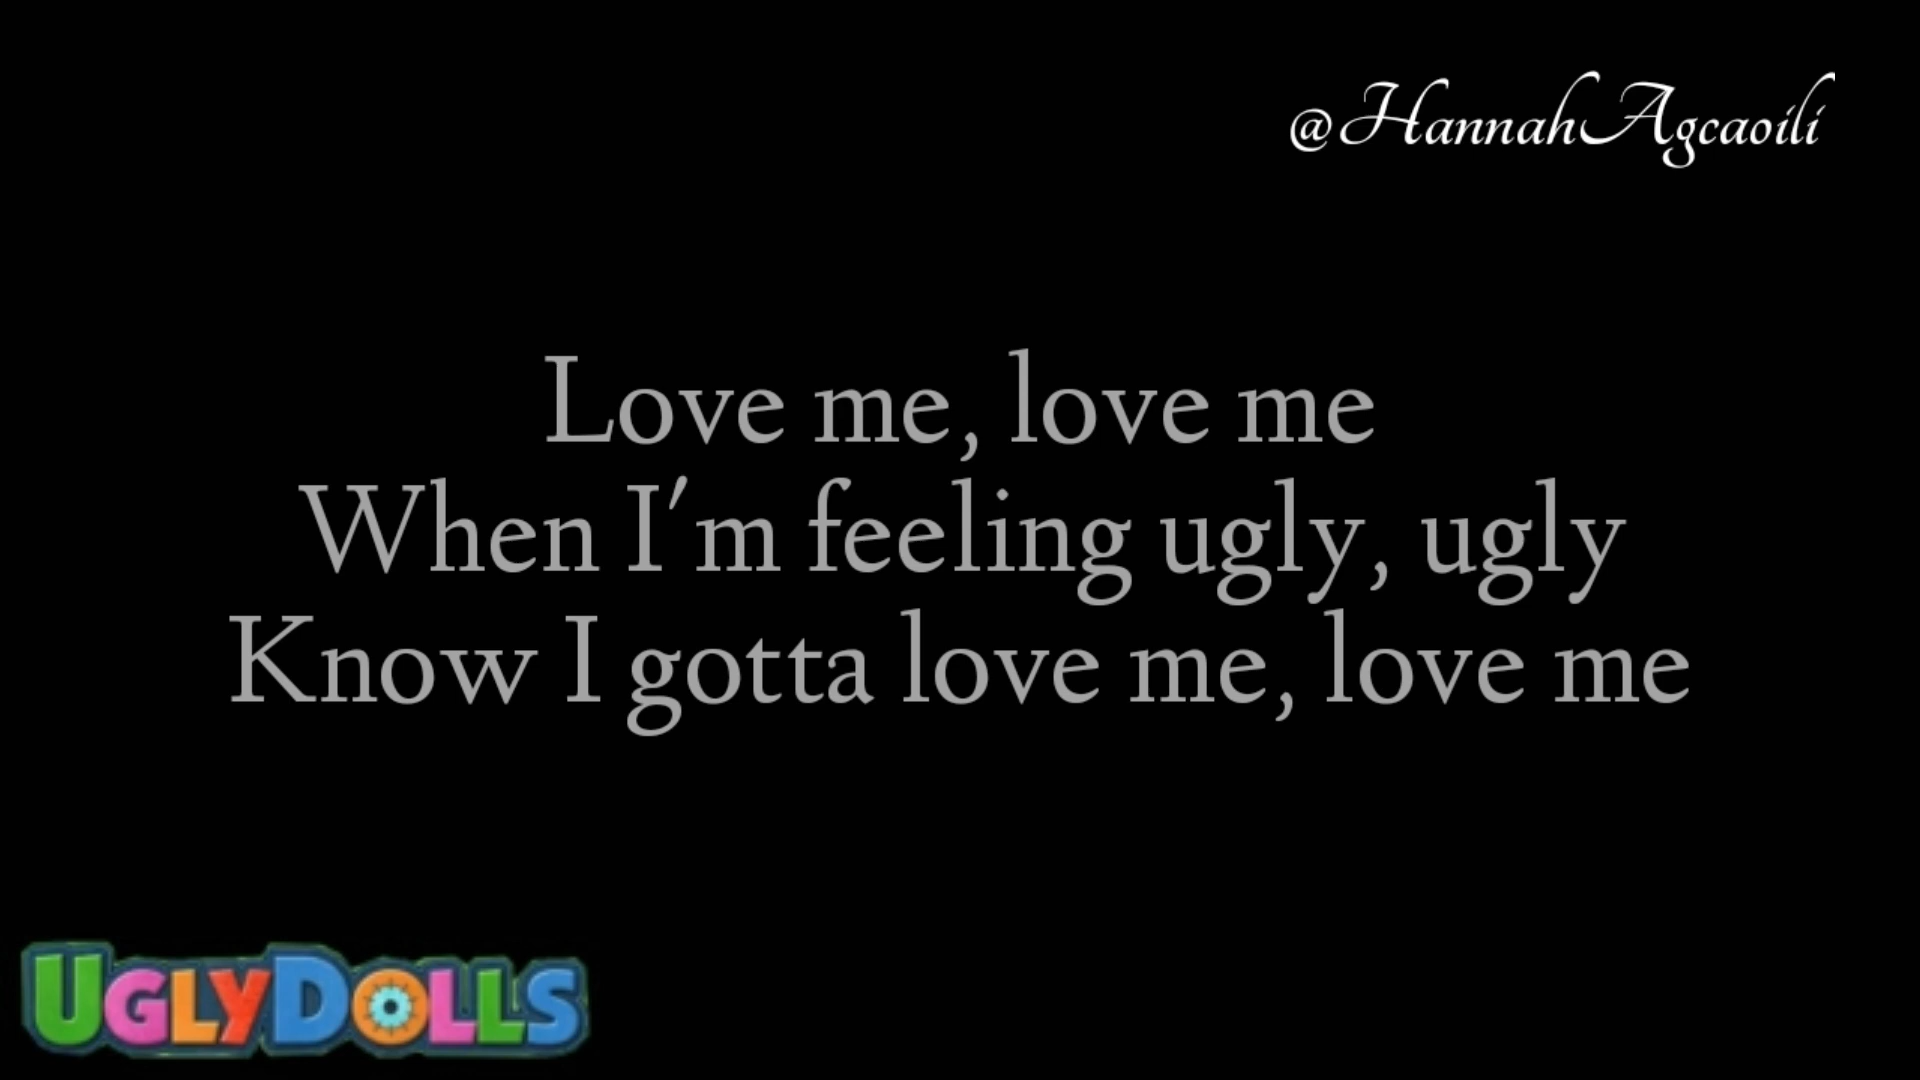 @HannahAgcaoili
Love me, love me
When I'm feeling ugly, ugly
Know I gotta love me, love me
UGLYDOLLS